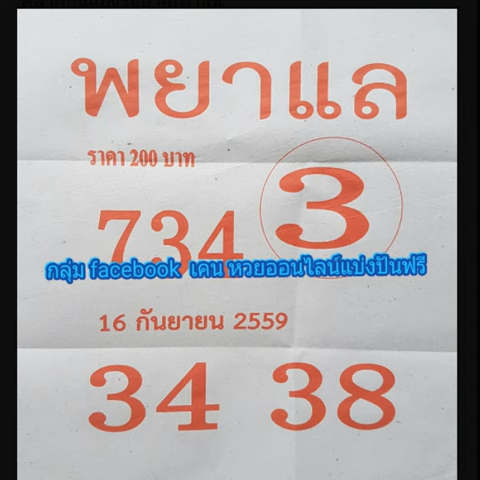 พยาแล
ราคา 200 บาท
3
734
กลุ่ม facebook เคน หวยออนไลน์แบ่งปันฟรี
16 กันยายน 2559
34 38